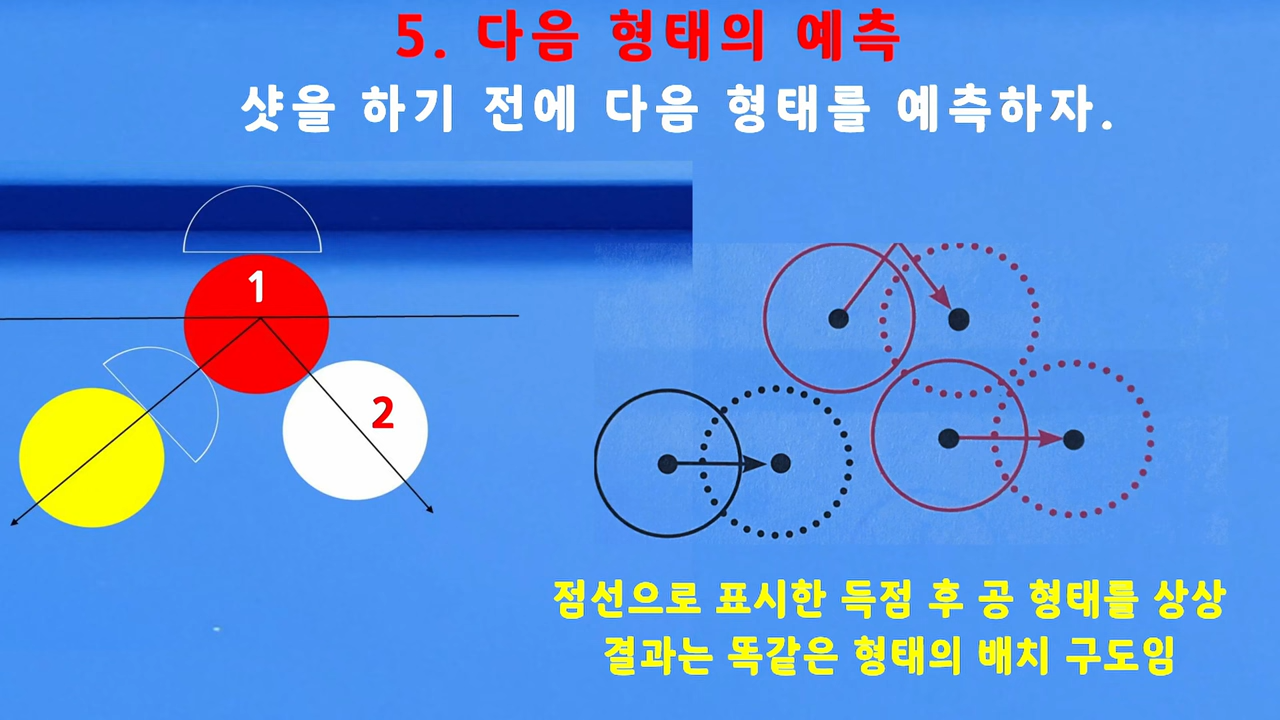 5. 다음 형태의 예측
샷을 하기 전에 다음 형태를 예측하자.
1
2
점선으로 표시한 득점 후 공 형태를 상상
결과는 똑같은 형태의 배치 구도임